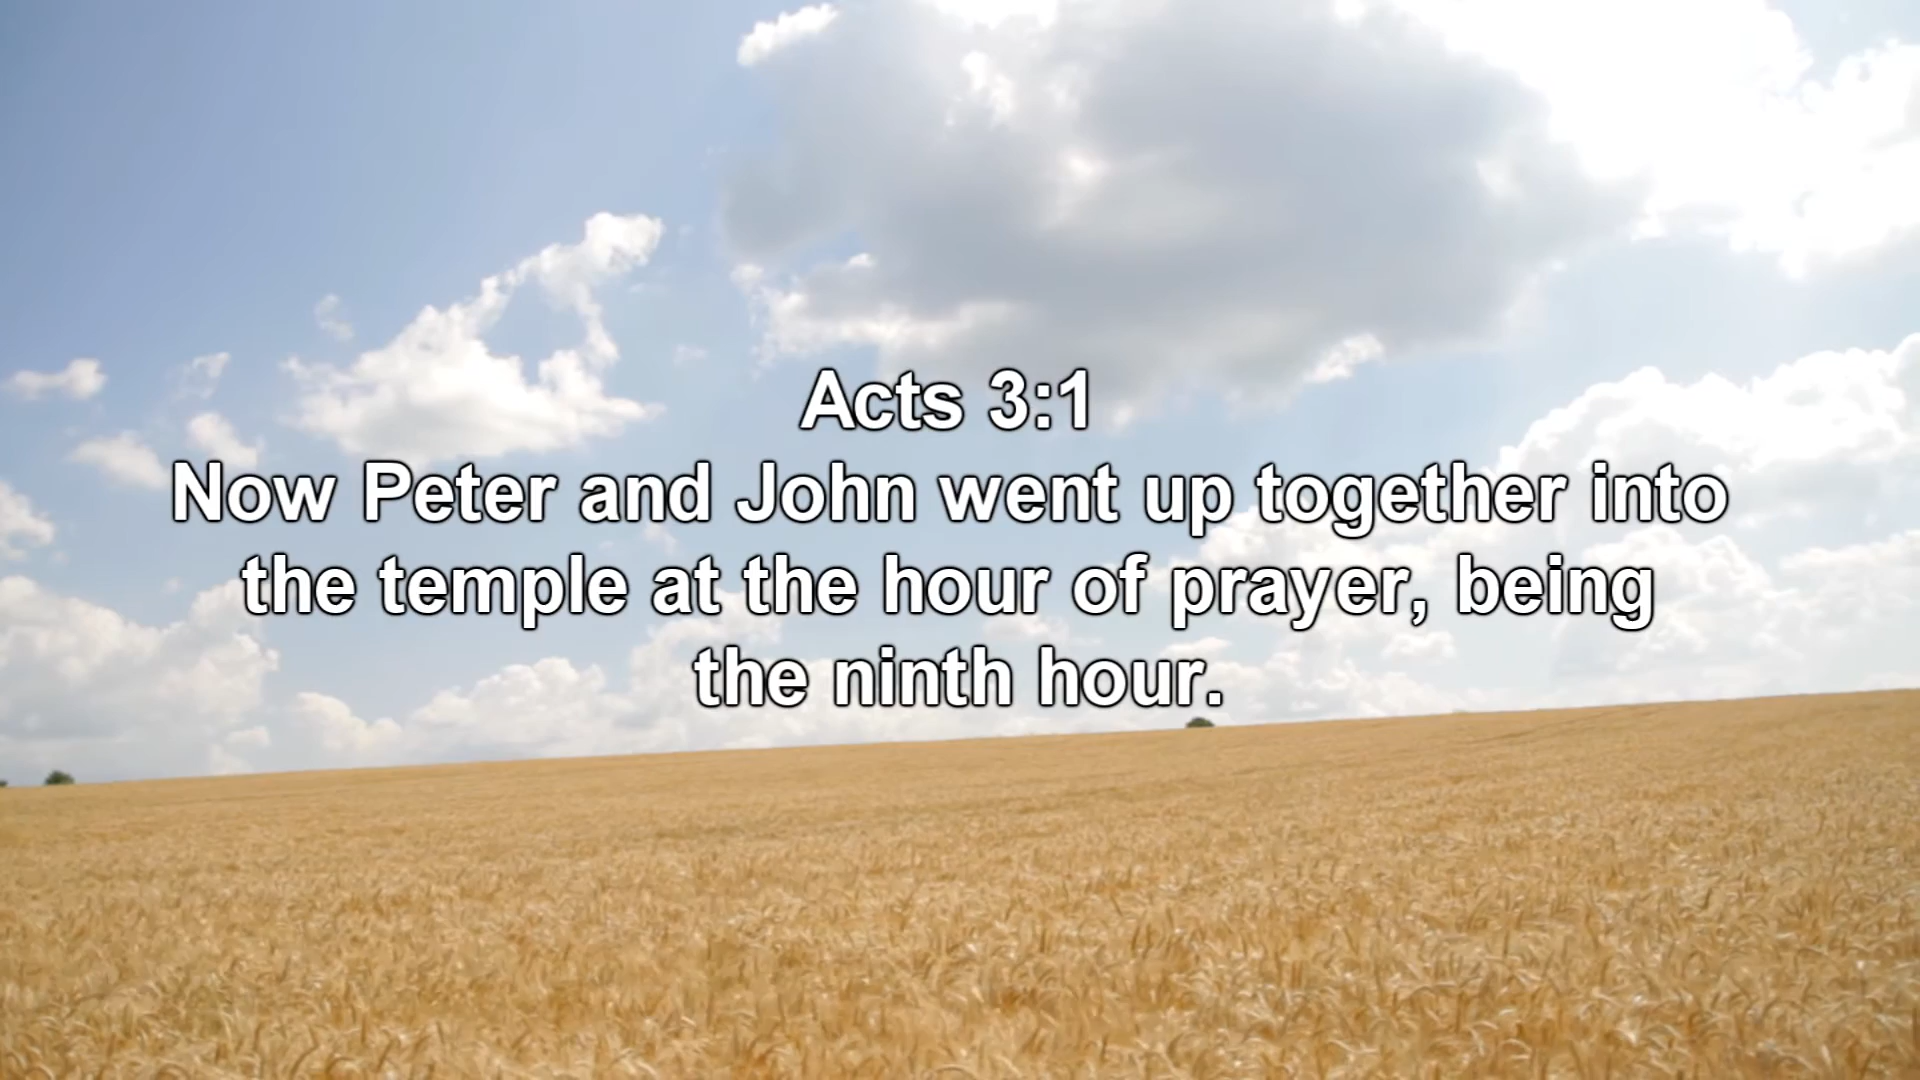 Acts 3:1
Now Peter and John went up together into
the temple at the hour of prayer, being
the ninth hour.